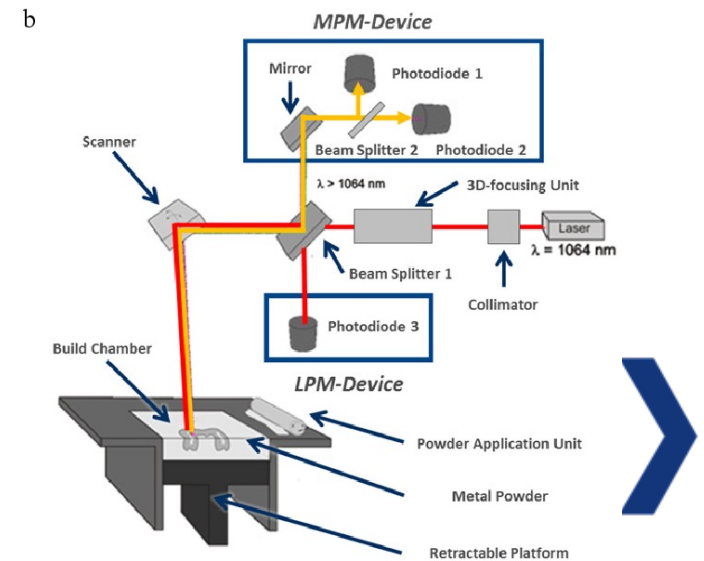 b
MPM-Device
Mirror
Photodiode 1
Scanner
Beam Splitter 2
Photodiode 2
λ > 1064 nm
3D-focusing Unit
Laser
λ = 1064 nm
Beam Splitter 1
Collimator
Photodiode 3
Build Chamber
LPM-Device
Powder Application Unit
Metal Powder
Retractable Platform